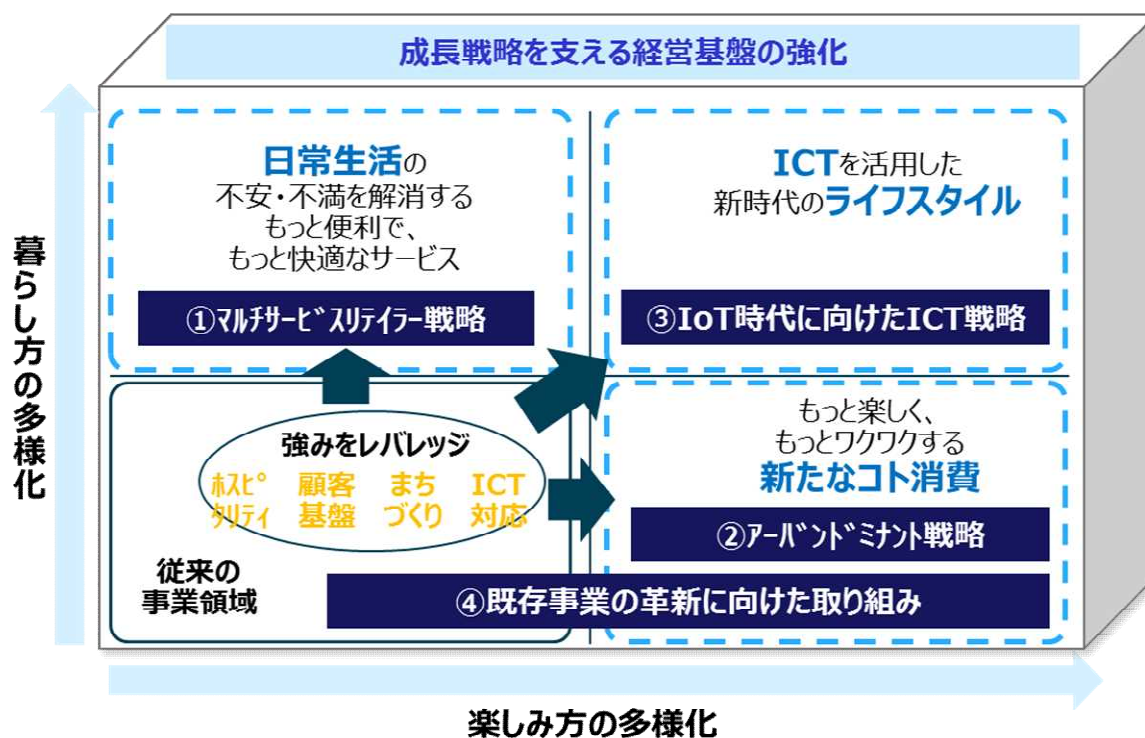 成長戦略を支える経営基盤の強化
暮らし方の多様化
日常生活の
不安・不満を解消する
もっと便利で、
もっと快適なサービス
①ﾏﾙﾁｻｰﾋﾞｽﾘﾃｲﾗｰ戦略
ICTを活用した
新時代のライフスタイル
③IoT時代に向けたICT戦略
強みをレバレッジ
ﾎｽﾋﾟ
ﾀﾘﾃｨ
顧客
基盤
まち
づくり
ICT
対応
従来の
事業領域
もっと楽しく、
もっとワクワクする
新たなコト消費
②ｱｰﾊﾞﾝﾄﾞﾐﾅﾝﾄ戦略
④既存事業の革新に向けた取り組み
楽しみ方の多様化